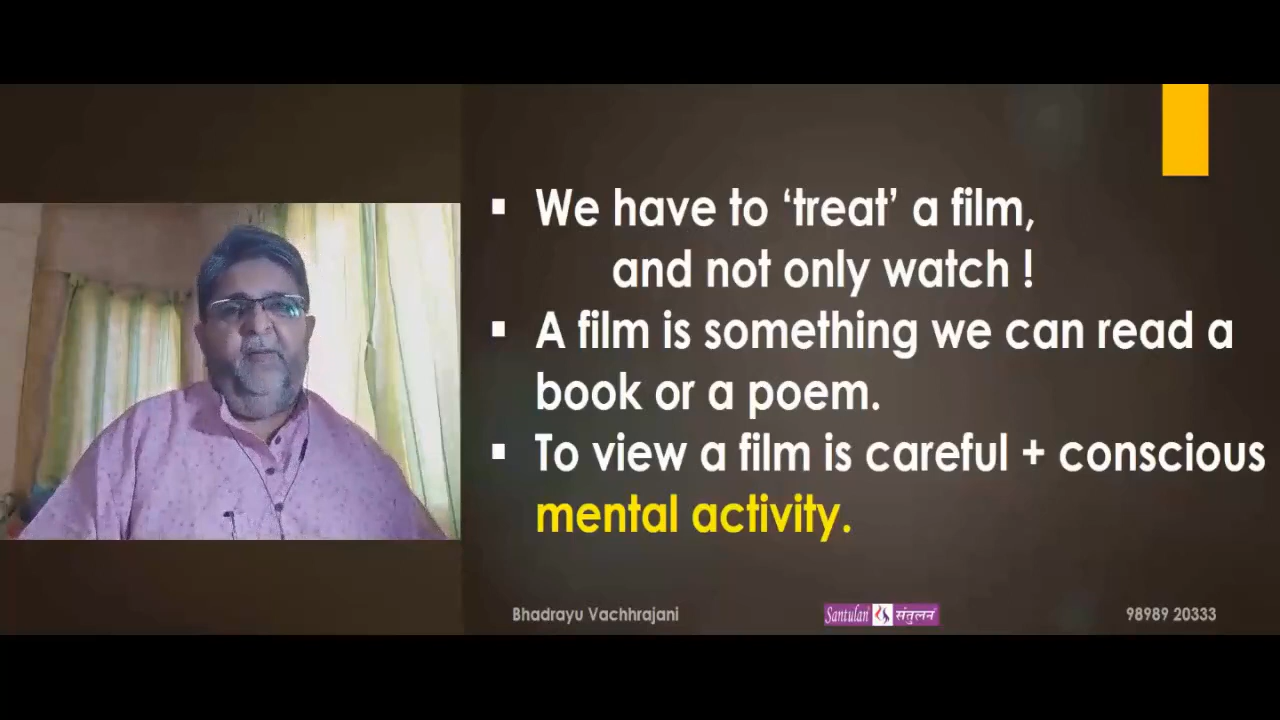 ▪ We have to ‘treat’ a film,
and not only watch !
▪ A film is something we can read a
book or a poem.
▪ To view a film is careful + conscious
mental activity.
Bhadrayu Vachhrajani
Santulan संतुलन
98989 20333